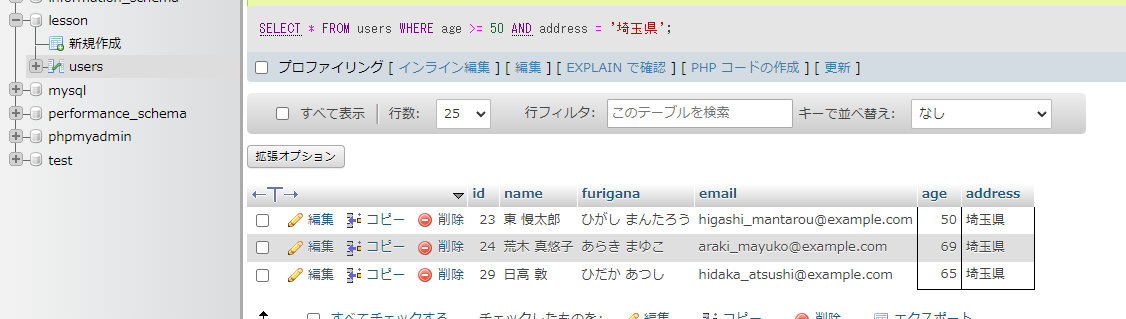 information_schema
lesson
新規作成
users
mysql
performance_schema
phpmyadmin
test
SELECT * FROM users WHERE age >= 50 AND address = '埼玉県';
プロファイリング [ インライン編集 ] [ 編集 ] [ EXPLAIN で確認 ] [ PHP コードの作成 ] [ 更新 ]
すべて表示 行数: 25 行フィルタ: このテーブルを検索 キーで並べ替え: なし
拡張オプション
←T→ id name furigana email age address
編集 コピー 削除 23 東 慢太郎 ひがし まんたろう higashi_mantarou@example.com 50 埼玉県
編集 コピー 削除 24 荒木 真悠子 あらき まゆこ araki_mayuko@example.com 69 埼玉県
編集 コピー 削除 29 日高 敦 ひだか あつし hidaka_atsushi@example.com 65 埼玉県
すべてチェックする チェックしたものを: 編集 コピー 削除 エクスポート